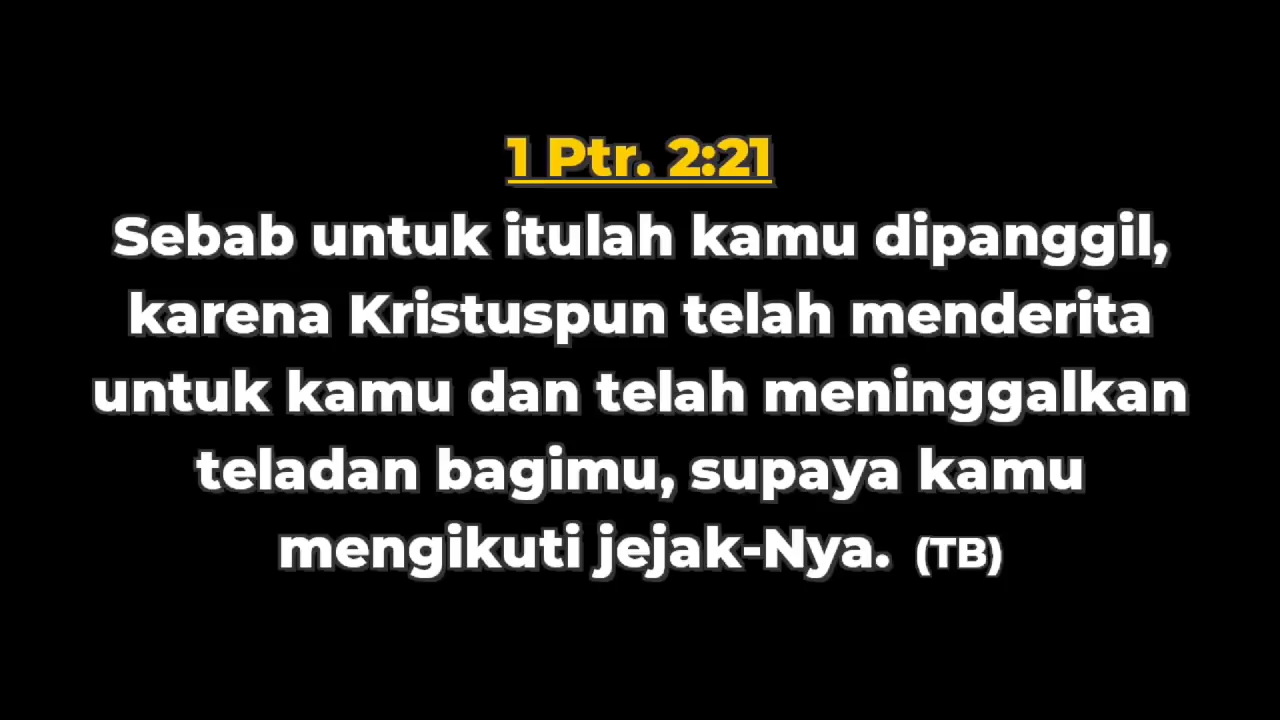 1 Ptr. 2:21
Sebab untuk itulah kamu dipanggil,
karena Kristuspun telah menderita
untuk kamu dan telah meninggalkan
teladan bagimu, supaya kamu
mengikuti jejak-Nya. (TB)